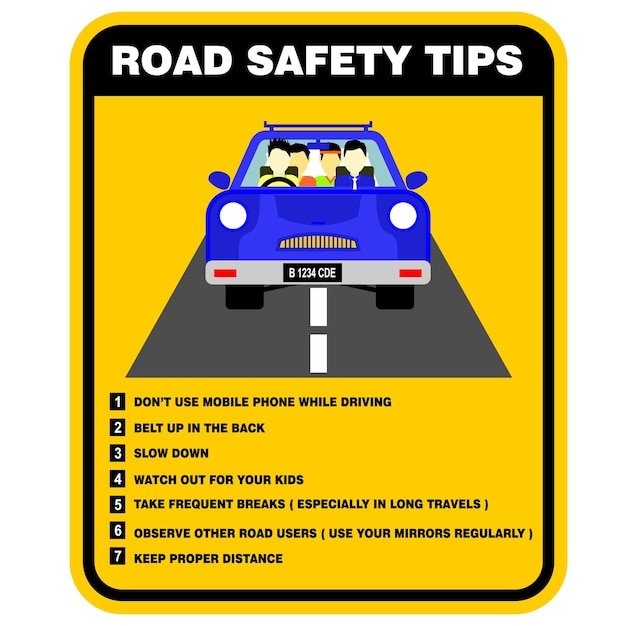 ROAD SAFETY TIPS
B 1234 CDE
1 DON'T USE MOBILE PHONE WHILE DRIVING
2 BELT UP IN THE BACK
3 SLOW DOWN
4 WATCH OUT FOR YOUR KIDS
5 TAKE FREQUENT BREAKS ( ESPECIALLY IN LONG TRAVELS )
6 OBSERVE OTHER ROAD USERS ( USE YOUR MIRRORS REGULARLY )
7 KEEP PROPER DISTANCE